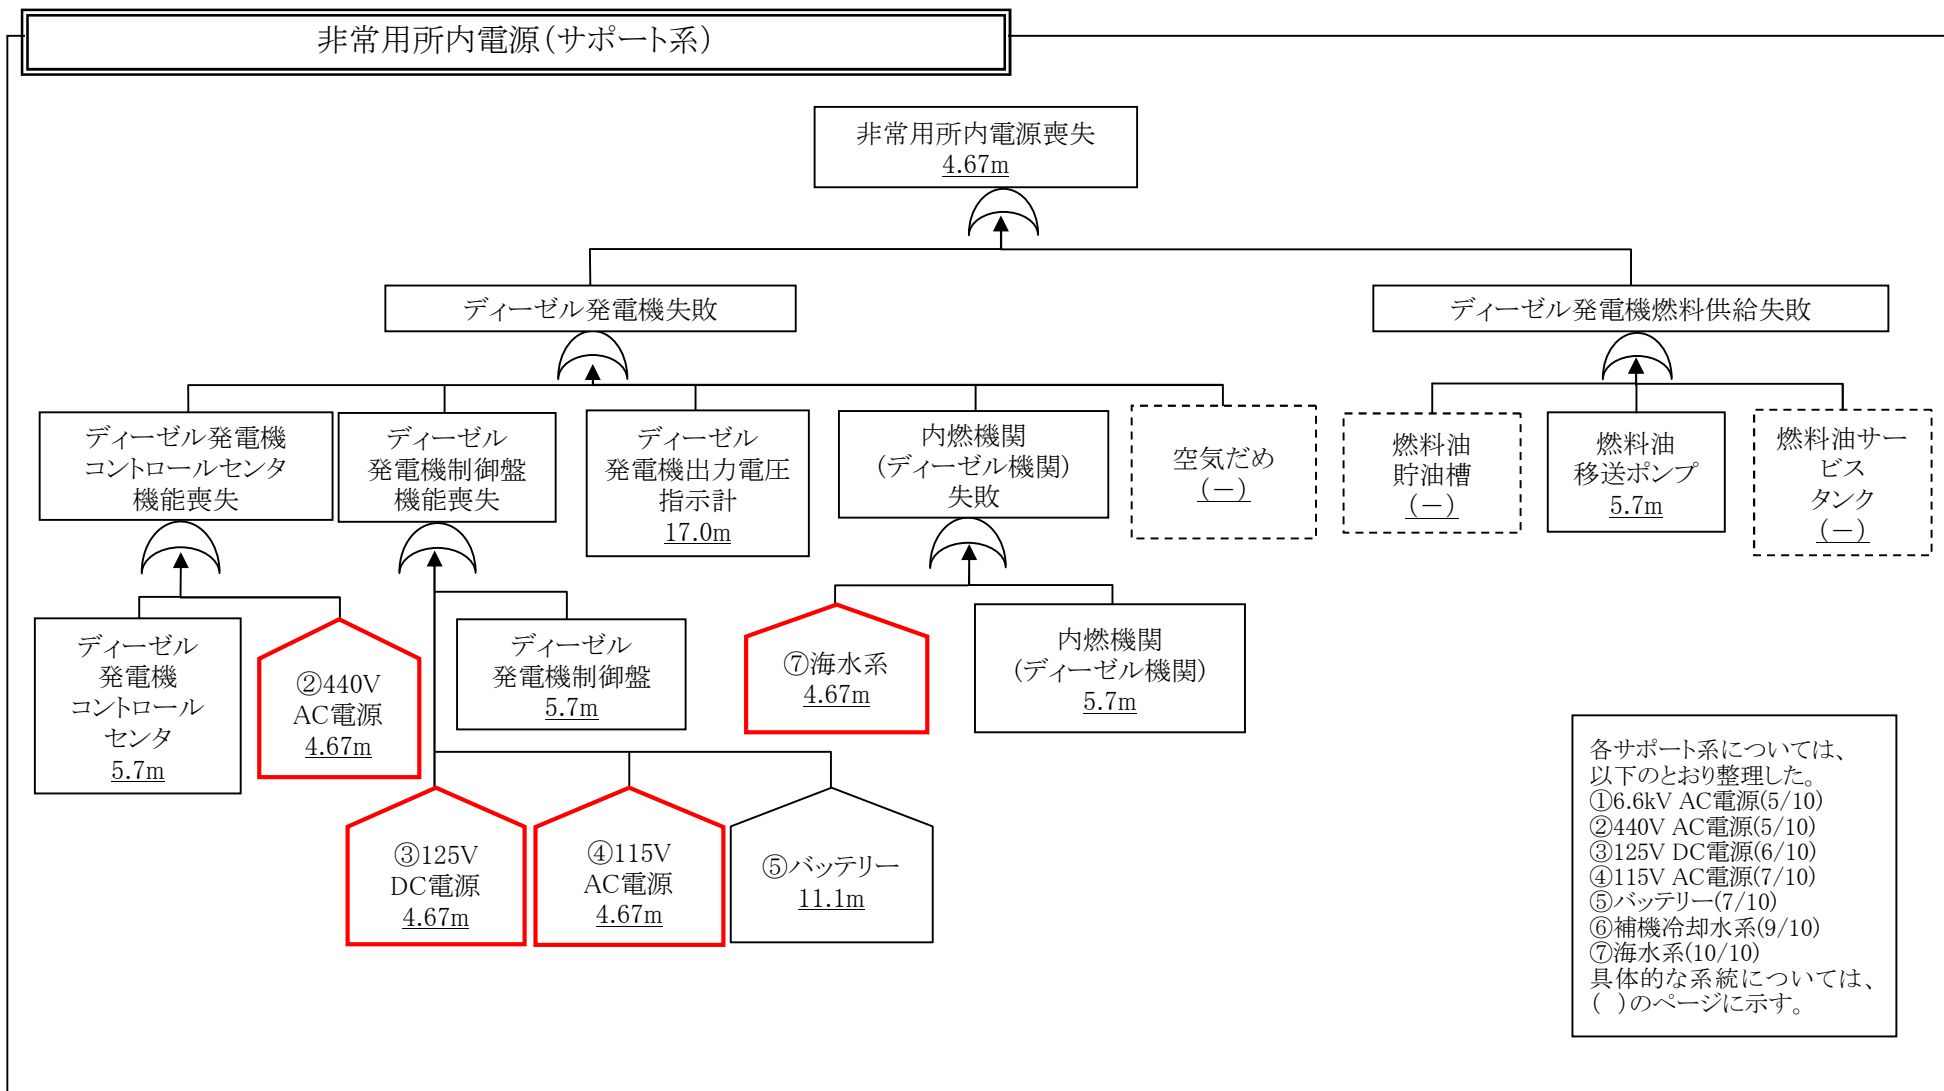 非常用所内電源(サポート系)
非常用所内電源喪失
4.67m
ディーゼル発電機失敗
ディーゼル発電機燃料供給失敗
ディーゼル発電機
コントロールセンタ
機能喪失
ディーゼル
発電機制御盤
機能喪失
ディーゼル
発電機出力電圧
指示計
17.0m
内燃機関
(ディーゼル機関)
失敗
空気だめ
(－)
燃料油
貯油槽
(－)
燃料油
移送ポンプ
5.7m
燃料油サー
ビス
タンク
(－)
ディーゼル
発電機
コントロール
センタ
5.7m
②440V
AC電源
4.67m
ディーゼル
発電機制御盤
5.7m
⑦海水系
4.67m
内燃機関
(ディーゼル機関)
5.7m
③125V
DC電源
4.67m
④115V
AC電源
4.67m
⑤バッテリー
11.1m
各サポート系については、
以下のとおり整理した。
①6.6kV AC電源(5/10)
②440V AC電源(5/10)
③125V DC電源(6/10)
④115V AC電源(7/10)
⑤バッテリー(7/10)
⑥補機冷却水系(9/10)
⑦海水系(10/10)
具体的な系統については、
( )のページに示す。